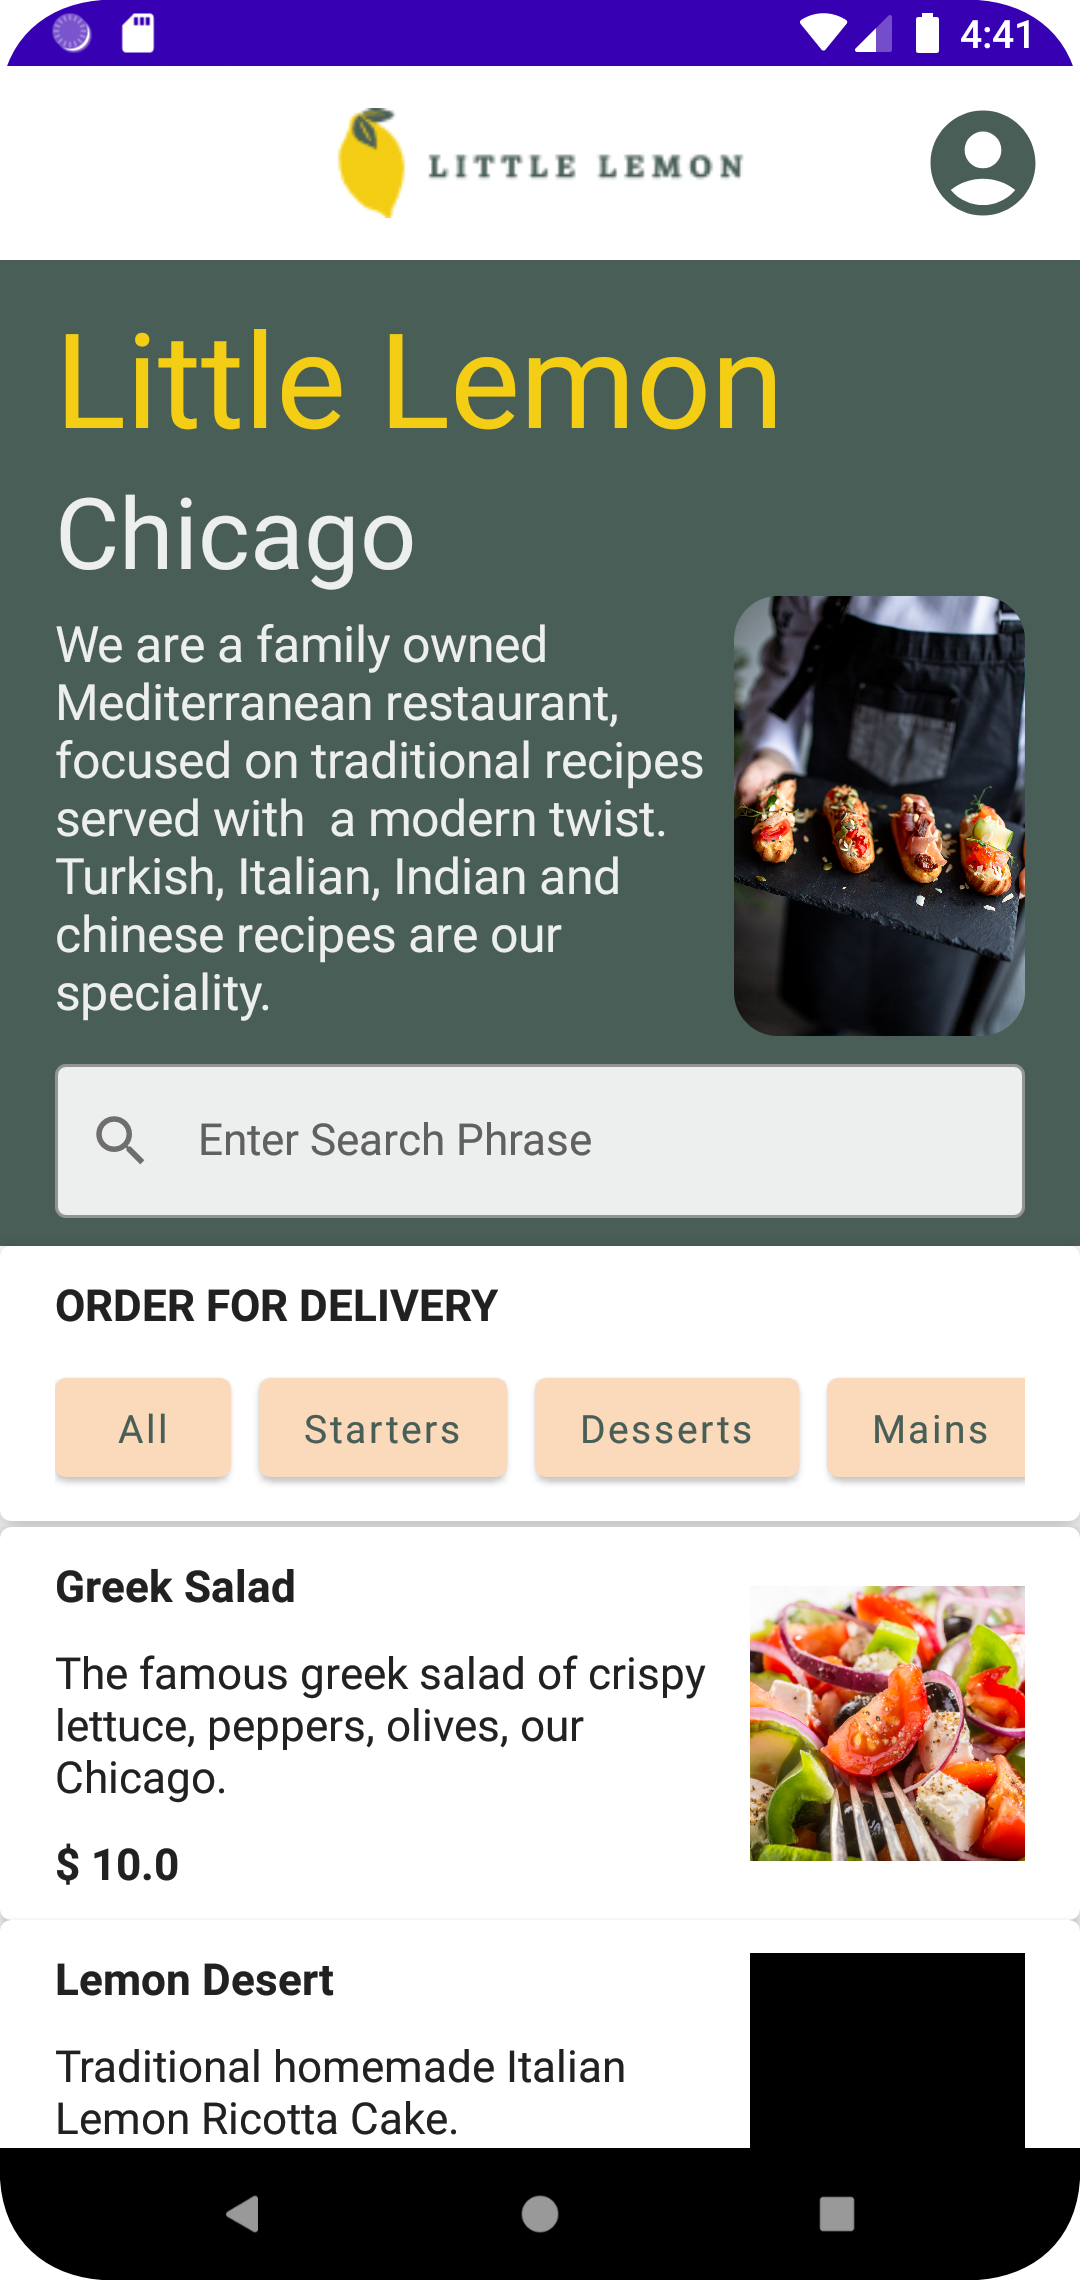 4:41
LITTLE LEMON
Little Lemon
Chicago
We are a family owned
Mediterranean restaurant,
focused on traditional recipes
served with  a modern twist.
Turkish, Italian, Indian and
chinese recipes are our
speciality.
Enter Search Phrase
ORDER FOR DELIVERY
All Starters Desserts Mains
Greek Salad
The famous greek salad of crispy
lettuce, peppers, olives, our
Chicago.
$ 10.0
Lemon Desert
Traditional homemade Italian
Lemon Ricotta Cake.